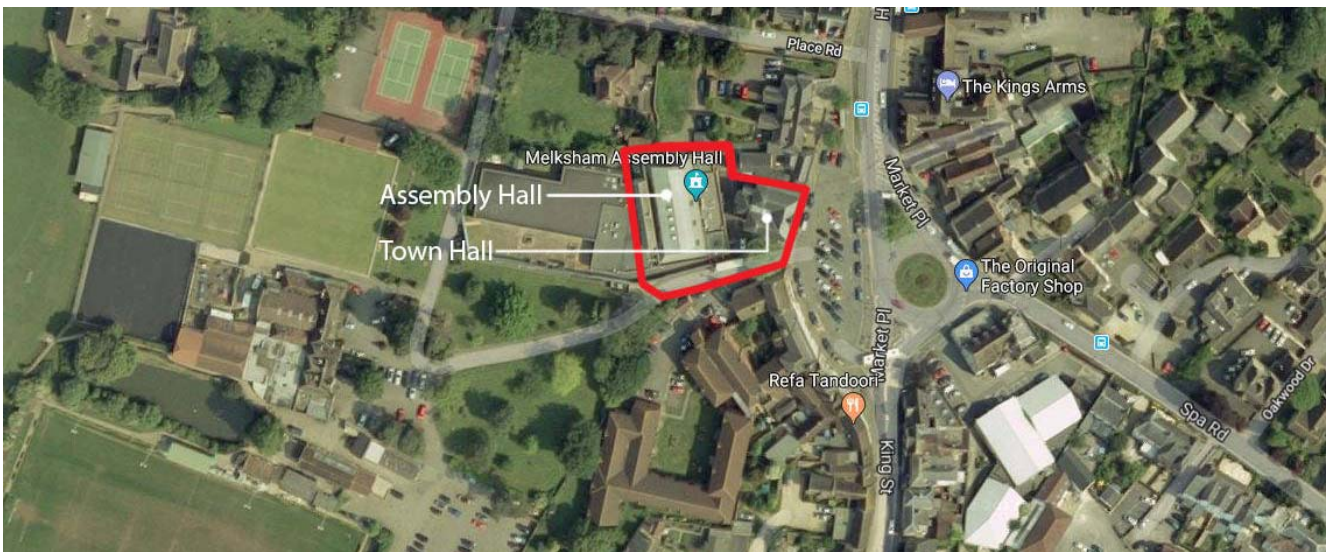 H
Place Rd
The Kings Arms
Melksham Assembly Hall
Assembly Hall
Market Pl
Town Hall
The Original
Factory Shop
Market Pl
Refa Tandoori
King St
Spa Rd
Oakwood Dr